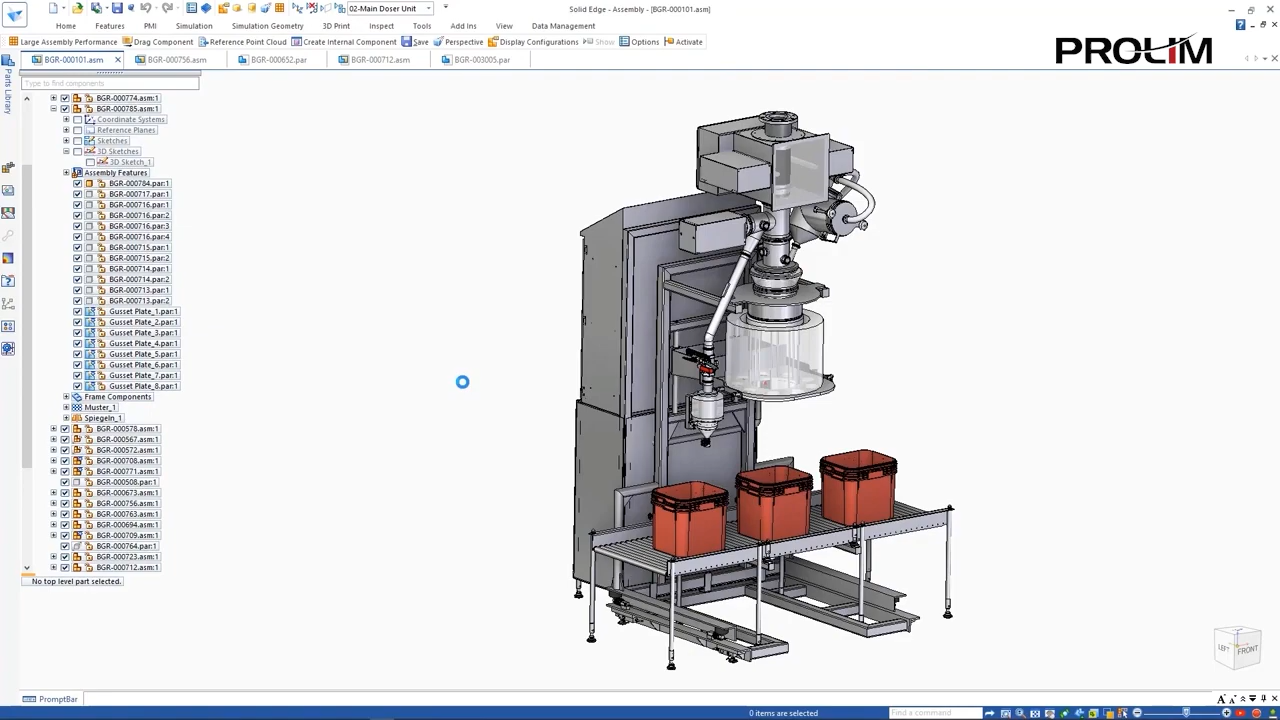 02-Main Doser Unit
Solid Edge - Assembly - [BGR-000101.asm]
Home Features PMI Simulation Simulation Geometry 3D Print Inspect Tools Add Ins View Data Management
Large Assembly Performance Drag Component Reference Point Cloud Create Internal Component Save Perspective Display Configurations Show Options Activate
PROLIM
BGR-000101.asm BGR-000756.asm BGR-000652.par BGR-000712.asm BGR-003005.par
Parts Library
Type to find components
BGR-000774.asm:1
BGR-000785.asm:1
Coordinate Systems
Reference Planes
Sketches
3D Sketches
3D Sketch_1
Assembly Features
BGR-000784.par:1
BGR-000717.par:1
BGR-000716.par:1
BGR-000716.par:2
BGR-000716.par:3
BGR-000716.par:4
BGR-000715.par:1
BGR-000715.par:2
BGR-000714.par:1
BGR-000714.par:2
BGR-000713.par:1
BGR-000713.par:2
Gusset Plate_1.par:1
Gusset Plate_2.par:1
Gusset Plate_3.par:1
Gusset Plate_4.par:1
Gusset Plate_5.par:1
Gusset Plate_6.par:1
Gusset Plate_7.par:1
Gusset Plate_8.par:1
Frame Components
Muster_1
Spiegeln_1
BGR-000578.asm:1
BGR-000567.asm:1
BGR-000572.asm:1
BGR-000708.asm:1
BGR-000771.asm:1
BGR-000508.par:1
BGR-000673.asm:1
BGR-000756.asm:1
BGR-000763.asm:1
BGR-000694.asm:1
BGR-000709.asm:1
BGR-000764.par:1
BGR-000723.asm:1
BGR-000712.asm:1
No top level part selected.
LEFT FRONT
PromptBar
0 items are selected
Find a command